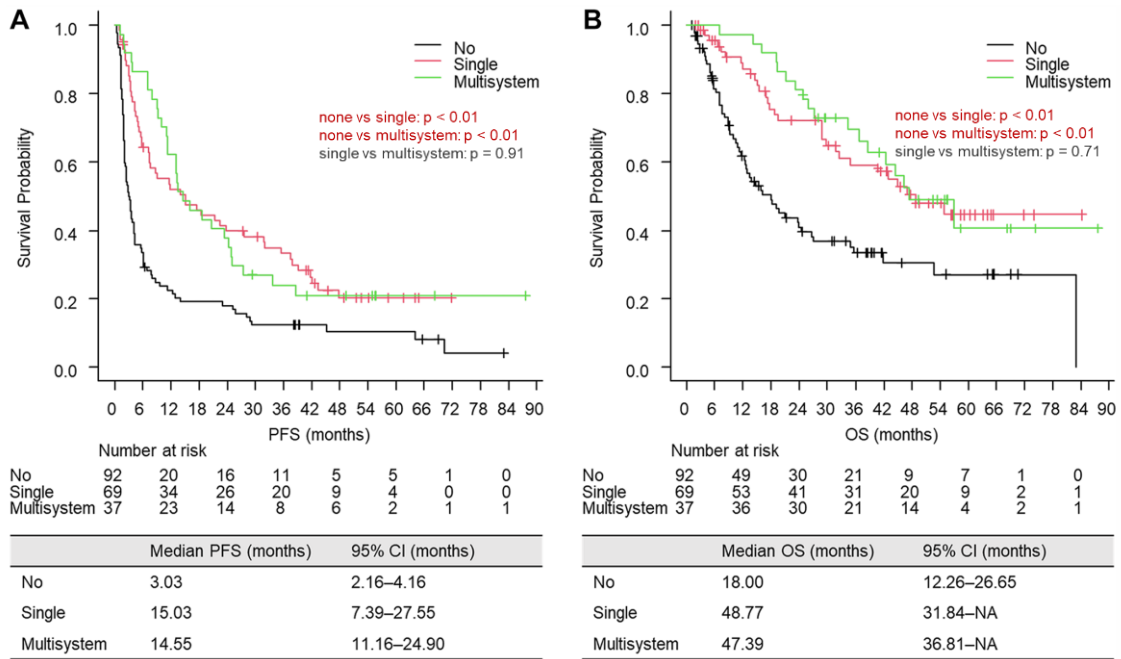 A
1.0
0.8
0.6
0.4
0.2
0.0
Survival Probability
No
Single
Multisystem
none vs single: p < 0.01
none vs multisystem: p < 0.01
single vs multisystem: p = 0.91
0 6 12 18 24 30 36 42 48 54 60 66 72 78 84 90
PFS (months)
Number at risk
No 92 20 16 11 5 5 1 0
Single 69 34 26 20 9 4 0 0
Multisystem 37 23 14 8 6 2 1 1
Median PFS (months) 95% CI (months)
No 3.03 2.16–4.16
Single 15.03 7.39–27.55
Multisystem 14.55 11.16–24.90
B
1.0
0.8
0.6
0.4
0.2
0.0
Survival Probability
No
Single
Multisystem
none vs single: p < 0.01
none vs multisystem: p < 0.01
single vs multisystem: p = 0.71
0 6 12 18 24 30 36 42 48 54 60 66 72 78 84 90
OS (months)
Number at risk
No 92 49 30 21 9 7 1 0
Single 69 53 41 31 20 9 2 1
Multisystem 37 36 30 21 14 4 2 1
Median OS (months) 95% CI (months)
No 18.00 12.26–26.65
Single 48.77 31.84–NA
Multisystem 47.39 36.81–NA